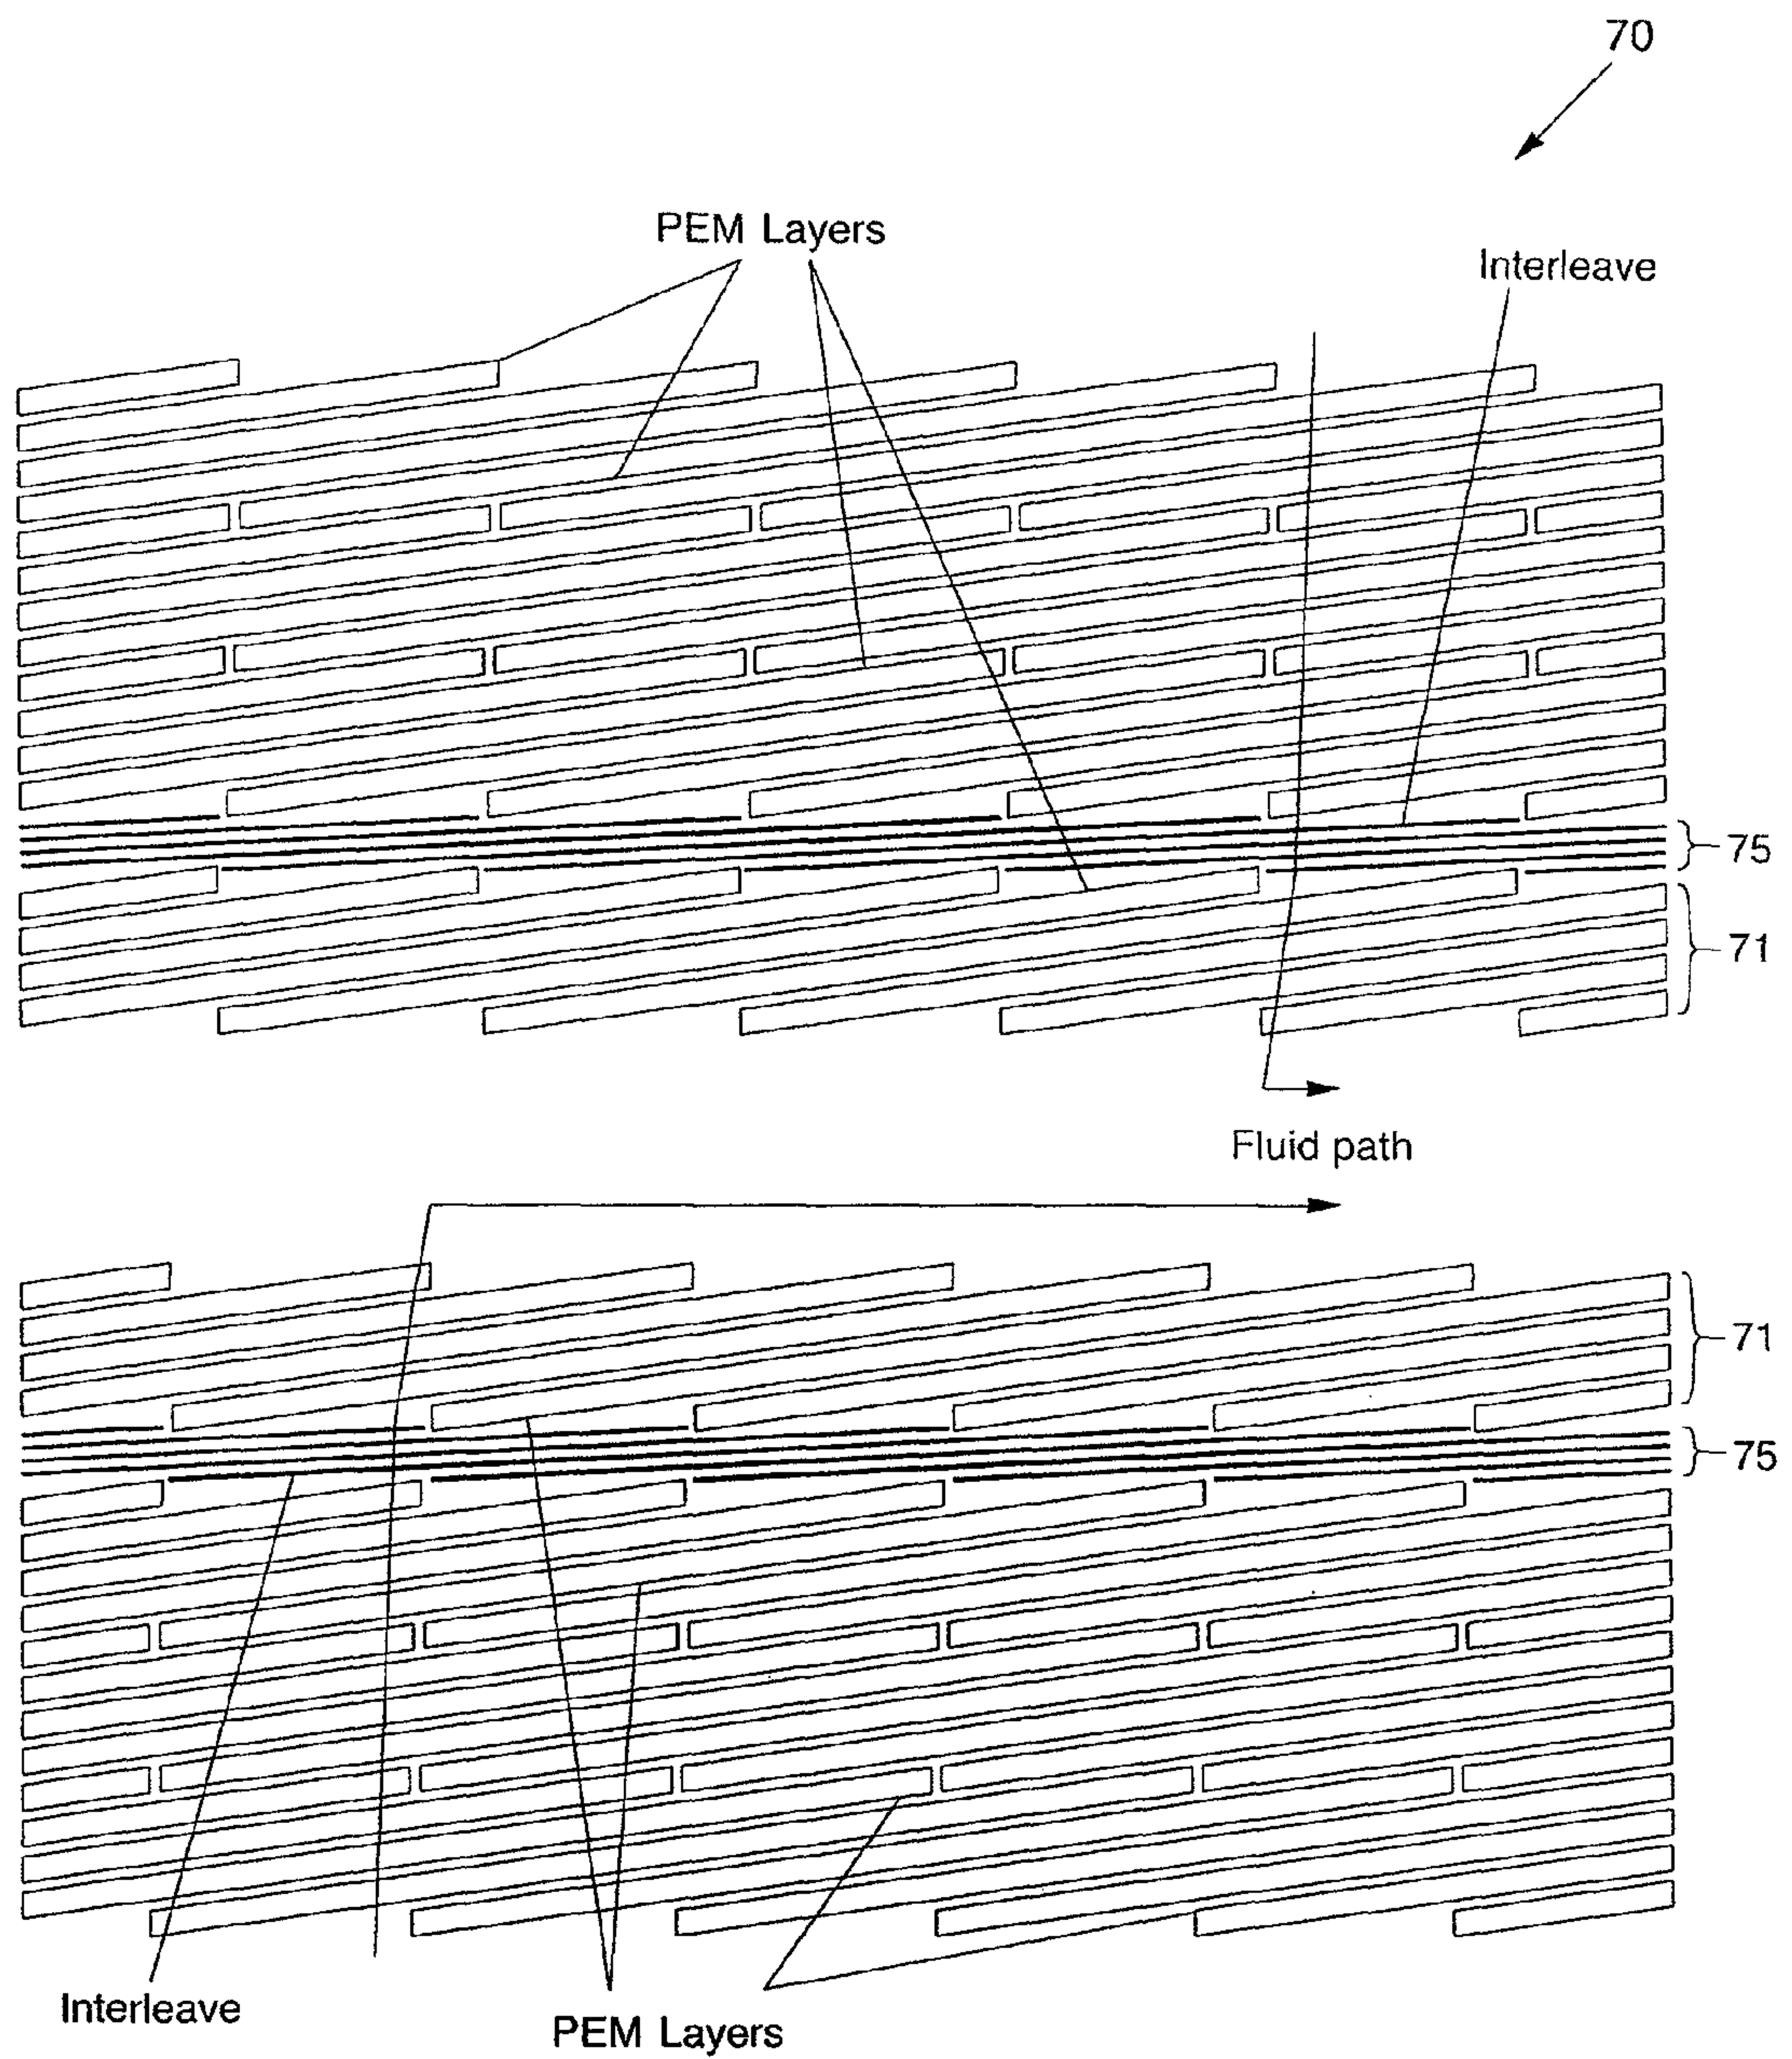 70
PEM Layers
Interleave
75
71
Fluid path
71
75
Interleave
PEM Layers